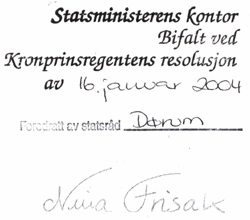 Statsministerens kontor
Bifalt ved
Kronprinsregentens resolusjon
av 16. januar 2004
Foredratt av statsråd Dørum
Nina Frisak